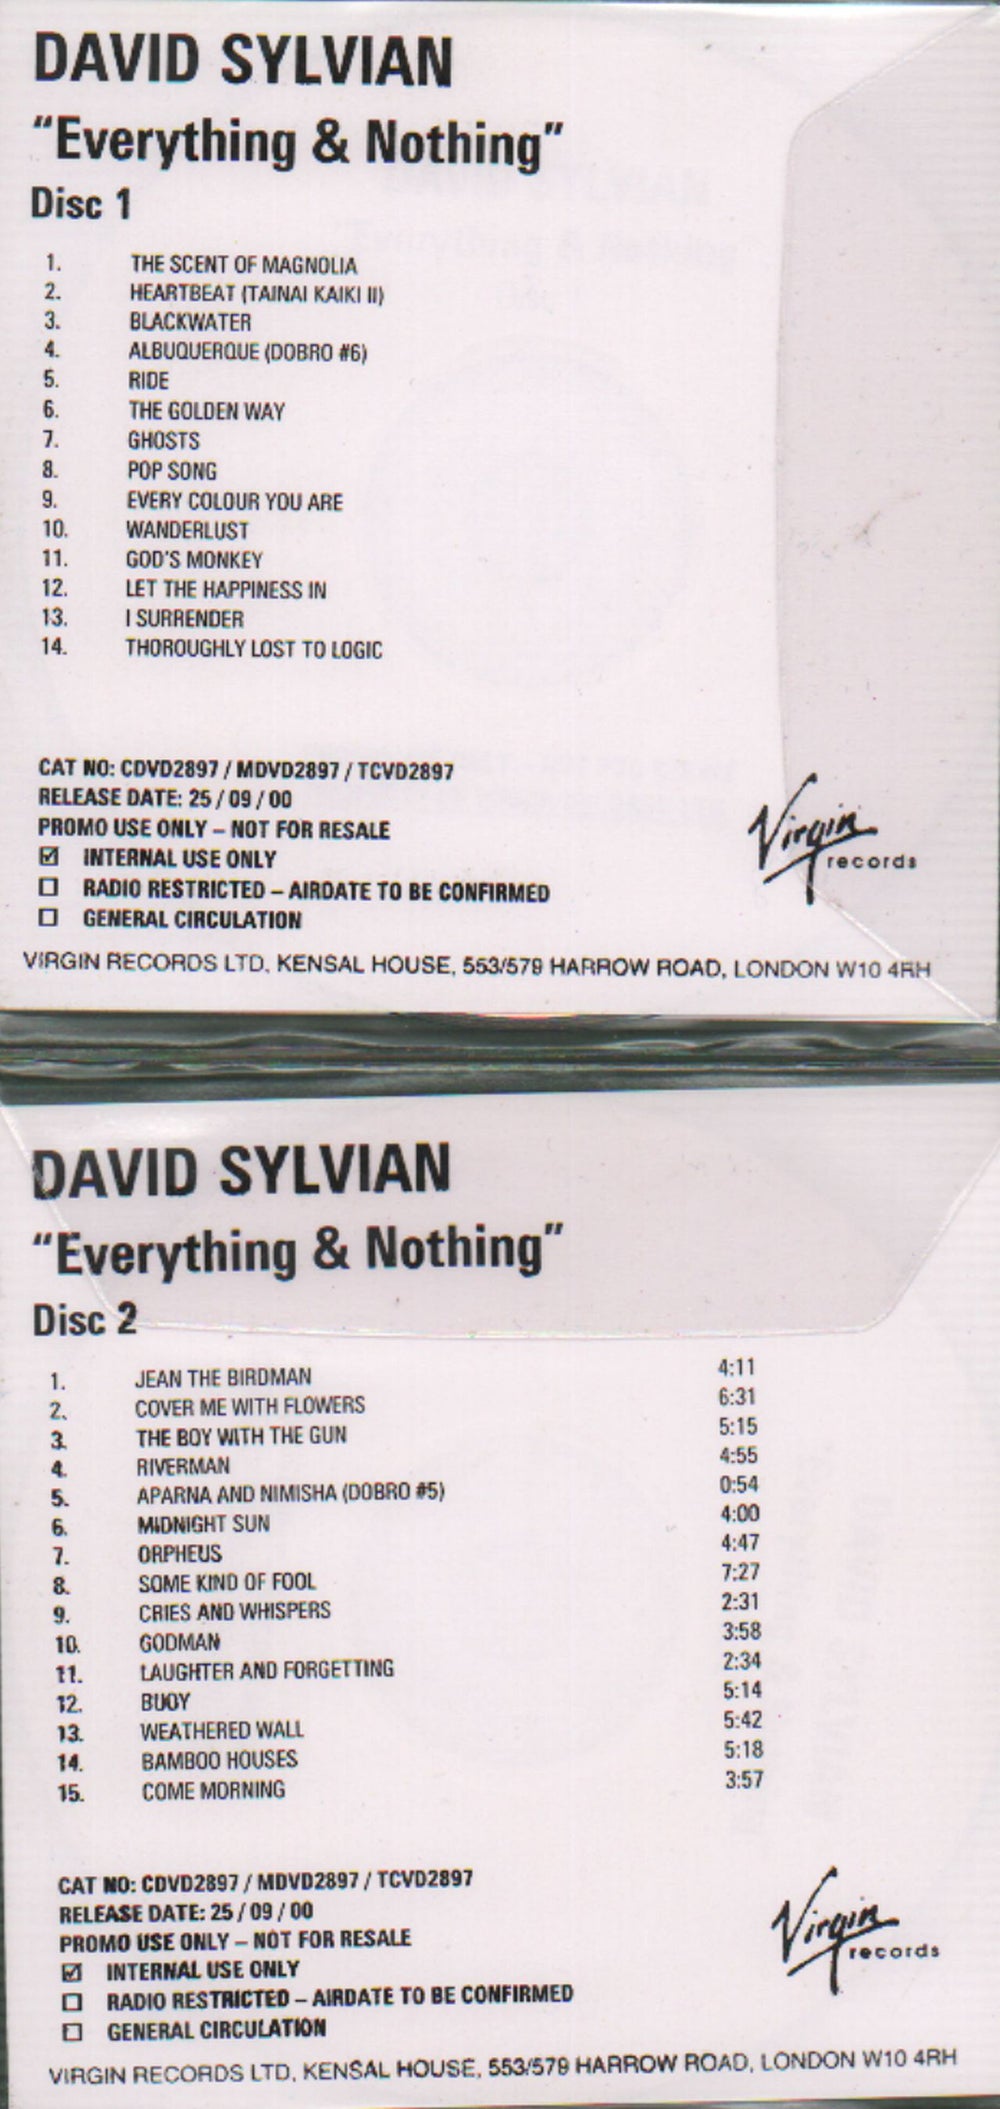 DAVID SYLVIAN
“Everything & Nothing”
Disc 1
1. THE SCENT OF MAGNOLIA
2. HEARTBEAT (TAINAI KAIKI II)
3. BLACKWATER
4. ALBUQUERQUE (DOBRO #6)
5. RIDE
6. THE GOLDEN WAY
7. GHOSTS
8. POP SONG
9. EVERY COLOUR YOU ARE
10. WANDERLUST
11. GOD'S MONKEY
12. LET THE HAPPINESS IN
13. I SURRENDER
14. THOROUGHLY LOST TO LOGIC
CAT NO: CDVD2897 / MDVD2897 / TCVD2897
RELEASE DATE: 25 / 09 / 00
PROMO USE ONLY – NOT FOR RESALE
☑ INTERNAL USE ONLY
☐ RADIO RESTRICTED – AIRDATE TO BE CONFIRMED
☐ GENERAL CIRCULATION
Virgin
records
VIRGIN RECORDS LTD, KENSAL HOUSE, 553/579 HARROW ROAD, LONDON W10 4RH
DAVID SYLVIAN
“Everything & Nothing”
Disc 2
1. JEAN THE BIRDMAN 4:11
2. COVER ME WITH FLOWERS 6:31
3. THE BOY WITH THE GUN 5:15
4. RIVERMAN 4:55
5. APARNA AND NIMISHA (DOBRO #5) 0:54
6. MIDNIGHT SUN 4:00
7. ORPHEUS 4:47
8. SOME KIND OF FOOL 7:27
9. CRIES AND WHISPERS 2:31
10. GODMAN 3:58
11. LAUGHTER AND FORGETTING 2:34
12. BUOY 5:14
13. WEATHERED WALL 5:42
14. BAMBOO HOUSES 5:18
15. COME MORNING 3:57
CAT NO: CDVD2897 / MDVD2897 / TCVD2897
RELEASE DATE: 25 / 09 / 00
PROMO USE ONLY – NOT FOR RESALE
☑ INTERNAL USE ONLY
☐ RADIO RESTRICTED – AIRDATE TO BE CONFIRMED
☐ GENERAL CIRCULATION
Virgin
records
VIRGIN RECORDS LTD, KENSAL HOUSE, 553/579 HARROW ROAD, LONDON W10 4RH